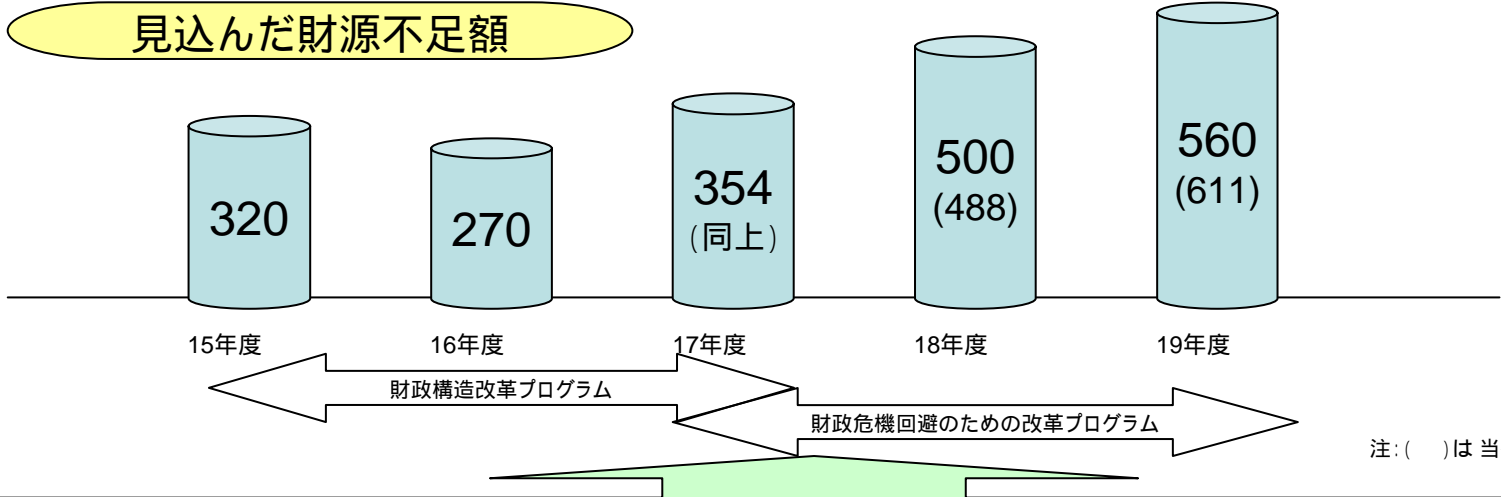 見込んだ財源不足額
320
270
354
(同上)
500
(488)
560
(611)
15年度
16年度
17年度
18年度
19年度
財政構造改革プログラム
財政危機回避のための改革プログラム
注:(　)は当